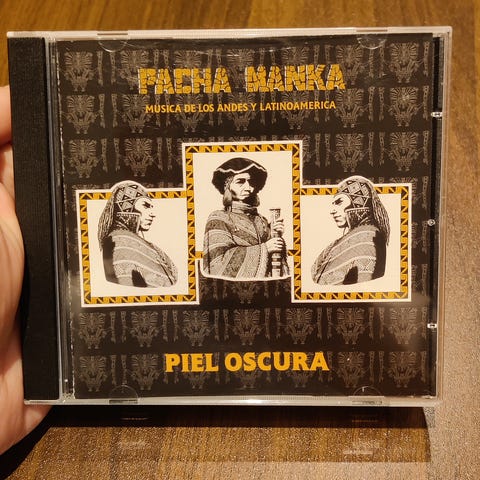 PACHA MANKA
MUSICA DE LOS ANDES Y LATINOAMERICA
PIEL OSCURA